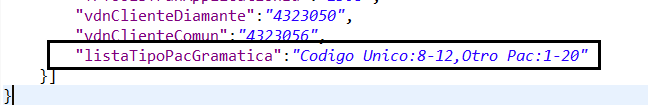 "vdnClienteDiamante":"4323050",
"vdnClienteComun":"4323056",
"listaTipoPacGramatica":"Codigo Unico:8-12,Otro Pac:1-20"
}]
}